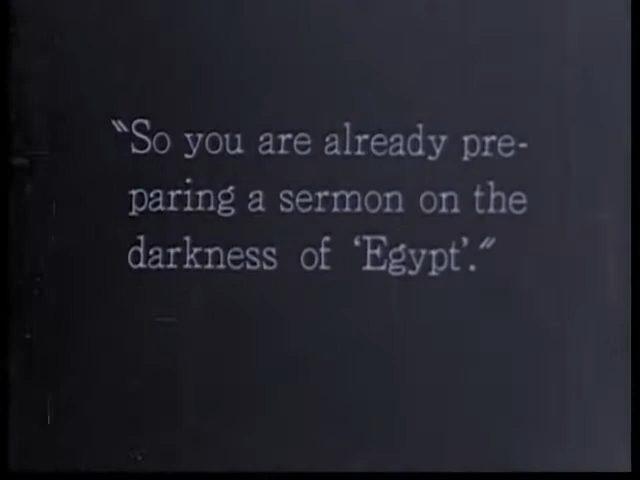 “So you are already pre-
paring a sermon on the
darkness of ‘Egypt’.”